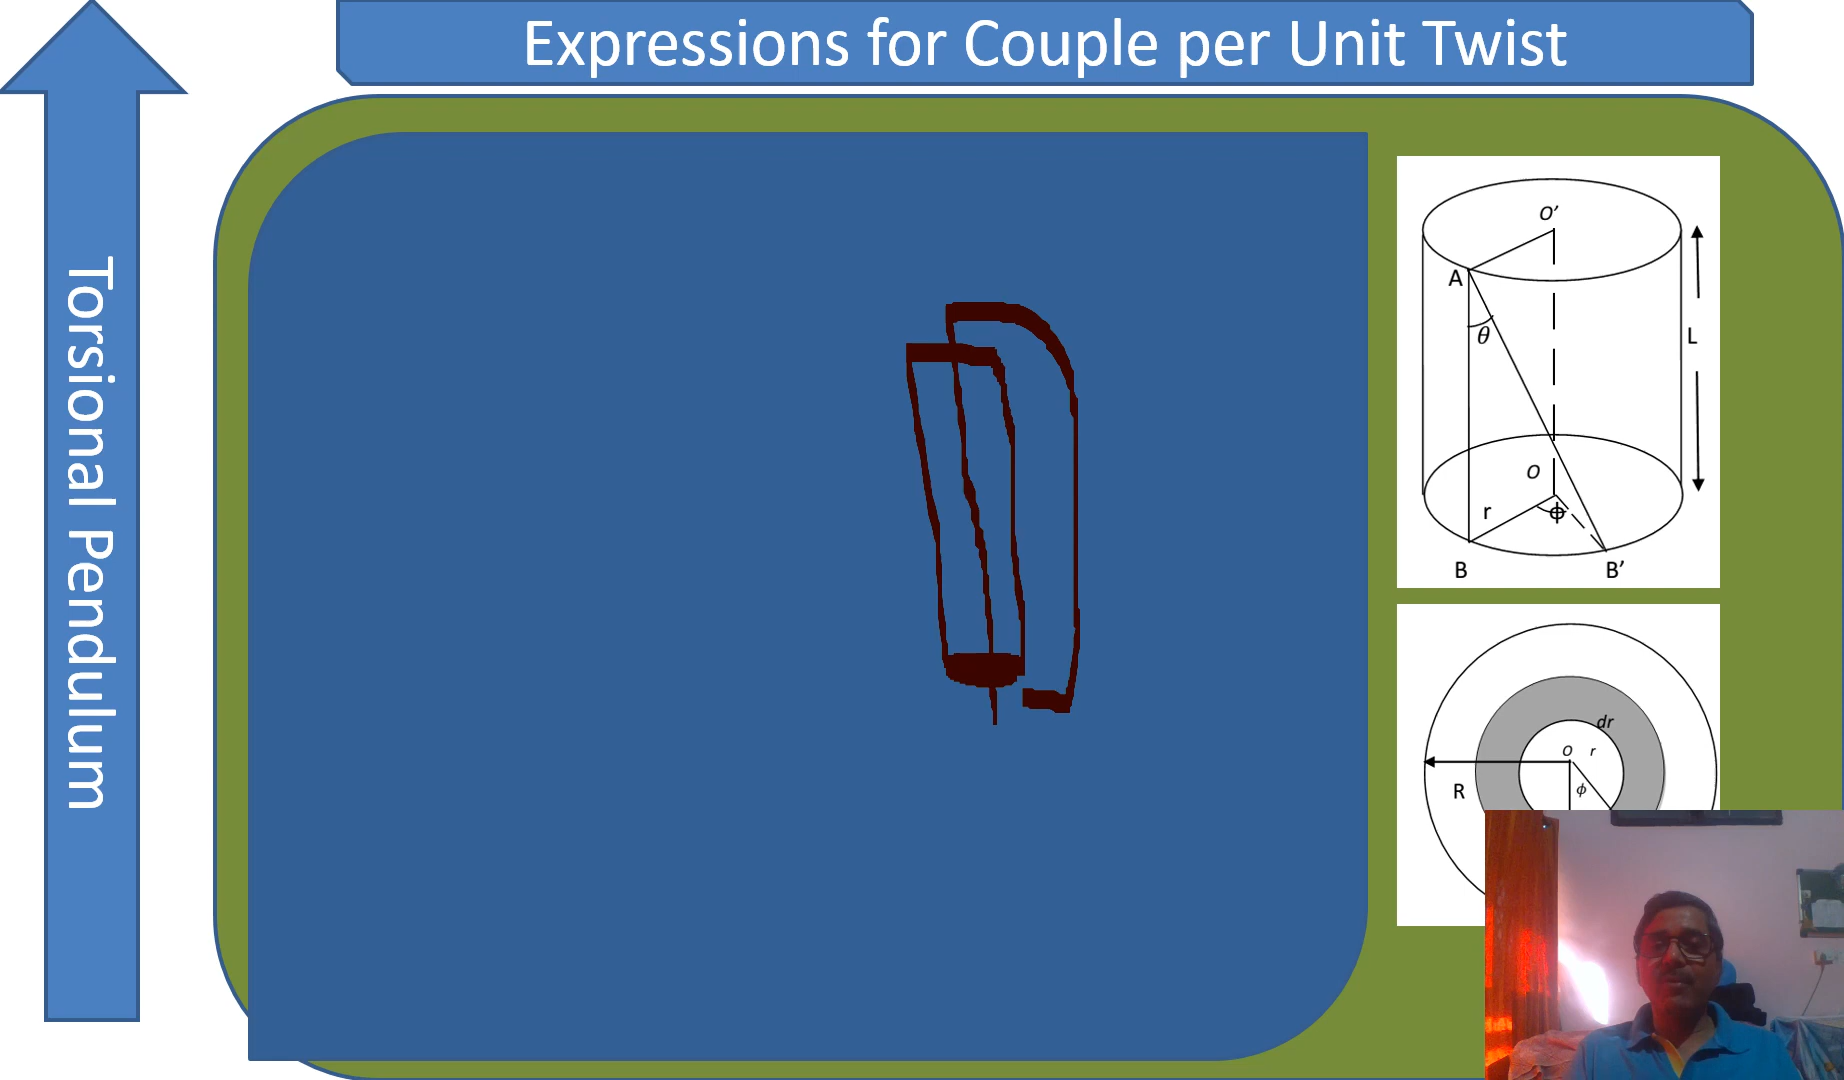 Expressions for Couple per Unit Twist
Torsional Pendulum
O’
A
θ
L
O
r
ϕ
B
B’
dr
O
r
R
ϕ